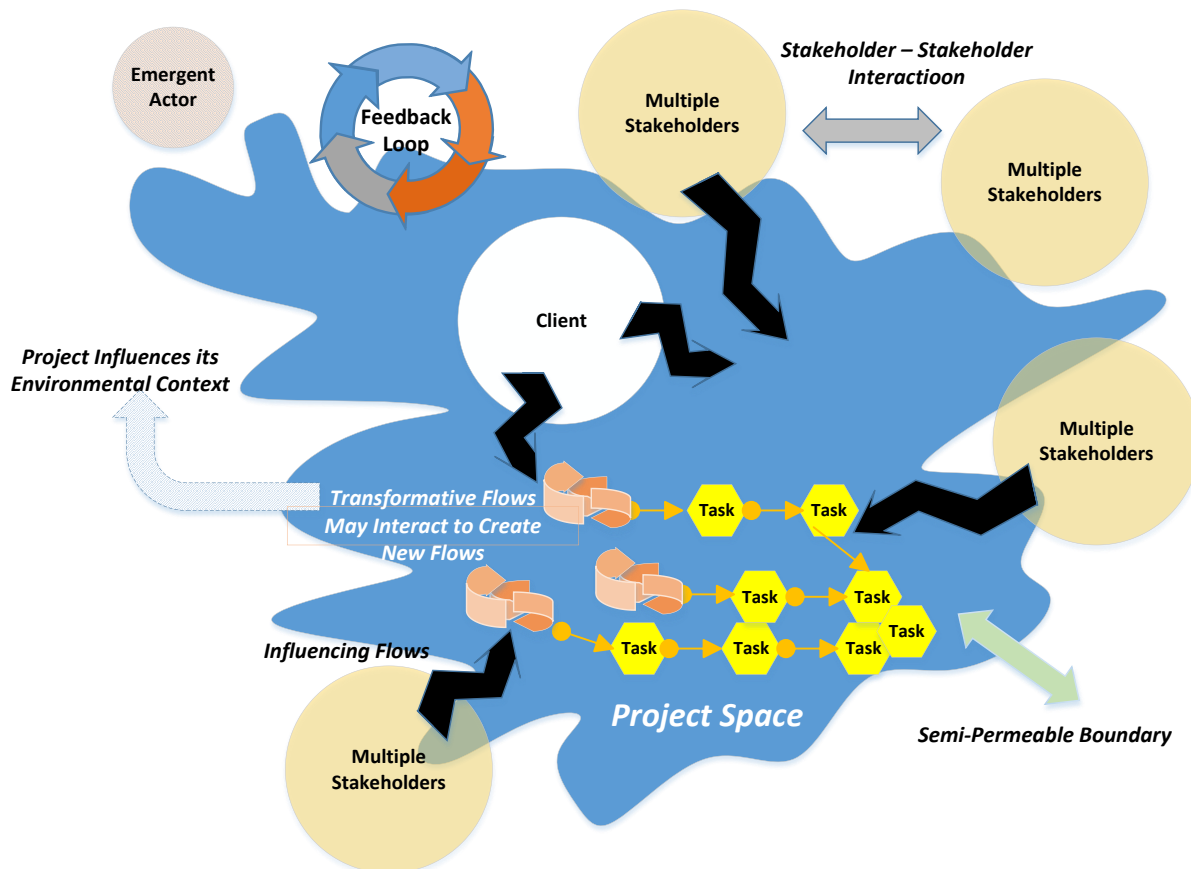 Emergent
Actor
Feedback
Loop
Multiple
Stakeholders
Stakeholder – Stakeholder
Interactioon
Multiple
Stakeholders
Client
Project Influences its
Environmental Context
Multiple
Stakeholders
Transformative Flows
May Interact to Create
New Flows
Task
Task
Task
Task
Task
Task
Task
Task
Influencing Flows
Project Space
Semi-Permeable Boundary
Multiple
Stakeholders